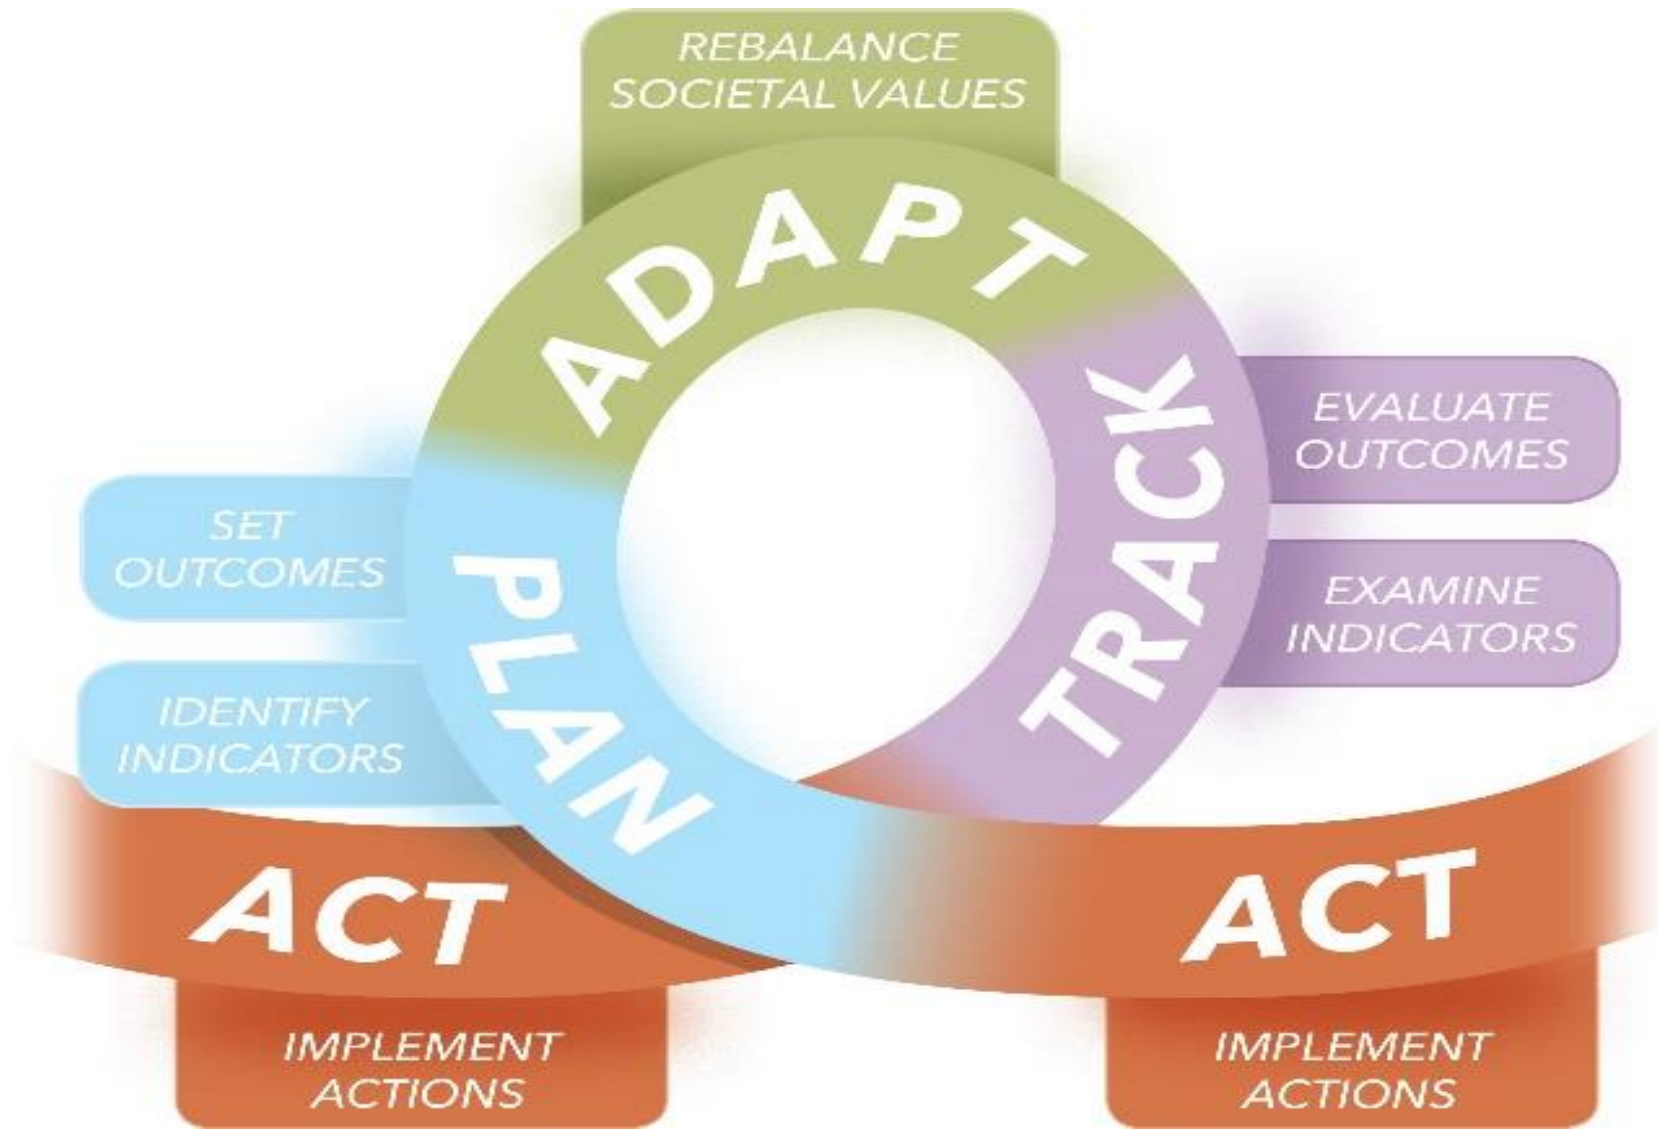 REBALANCE
SOCIETAL VALUES
ADAPT
TRACK
EVALUATE
OUTCOMES
EXAMINE
INDICATORS
SET
OUTCOMES
IDENTIFY
INDICATORS
PLAN
ACT
IMPLEMENT
ACTIONS
ACT
IMPLEMENT
ACTIONS